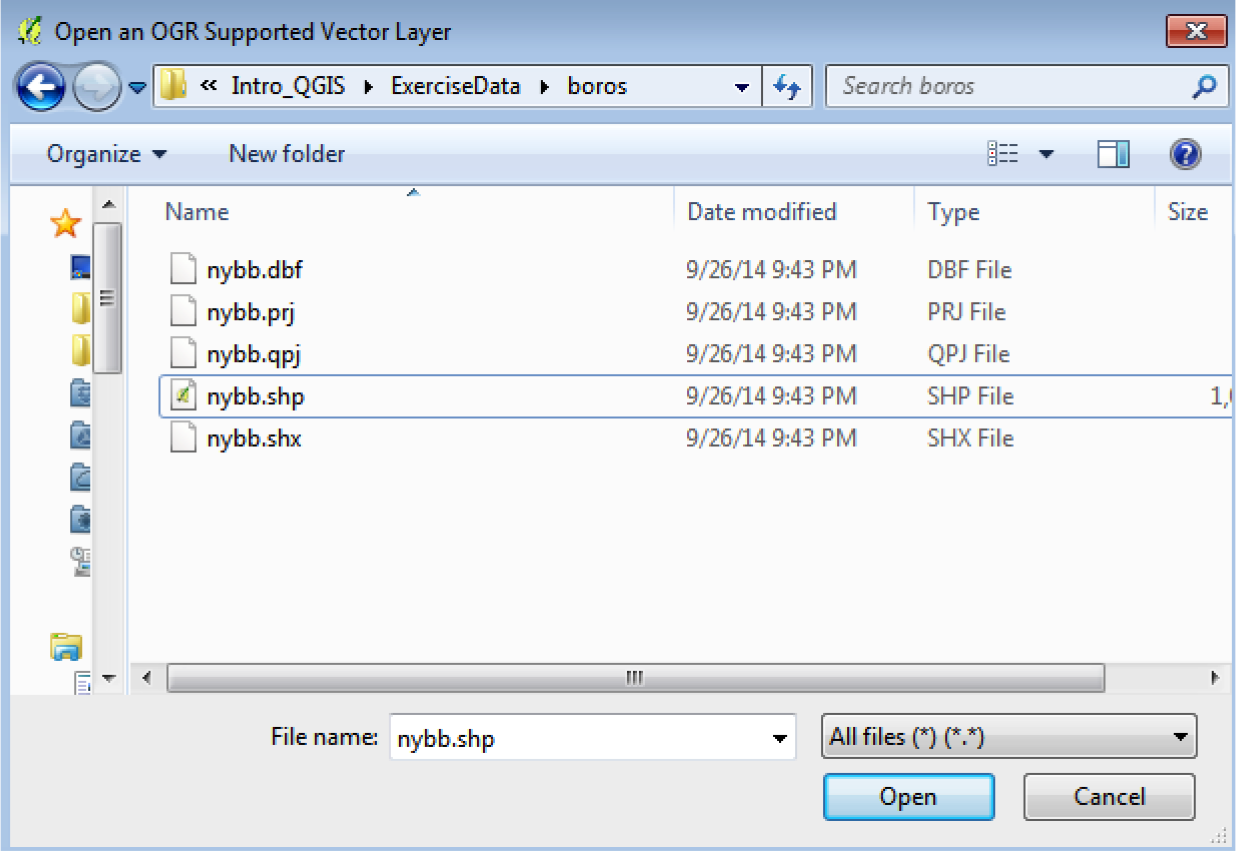 Open an OGR Supported Vector Layer
« Intro_QGIS ExerciseData boros Search boros
Organize New folder
Name Date modified Type Size
nybb.dbf 9/26/14 9:43 PM DBF File
nybb.prj 9/26/14 9:43 PM PRJ File
nybb.qpj 9/26/14 9:43 PM QPJ File
nybb.shp 9/26/14 9:43 PM SHP File 1,
nybb.shx 9/26/14 9:43 PM SHX File
File name: nybb.shp All files (*) (*.*)
Open Cancel